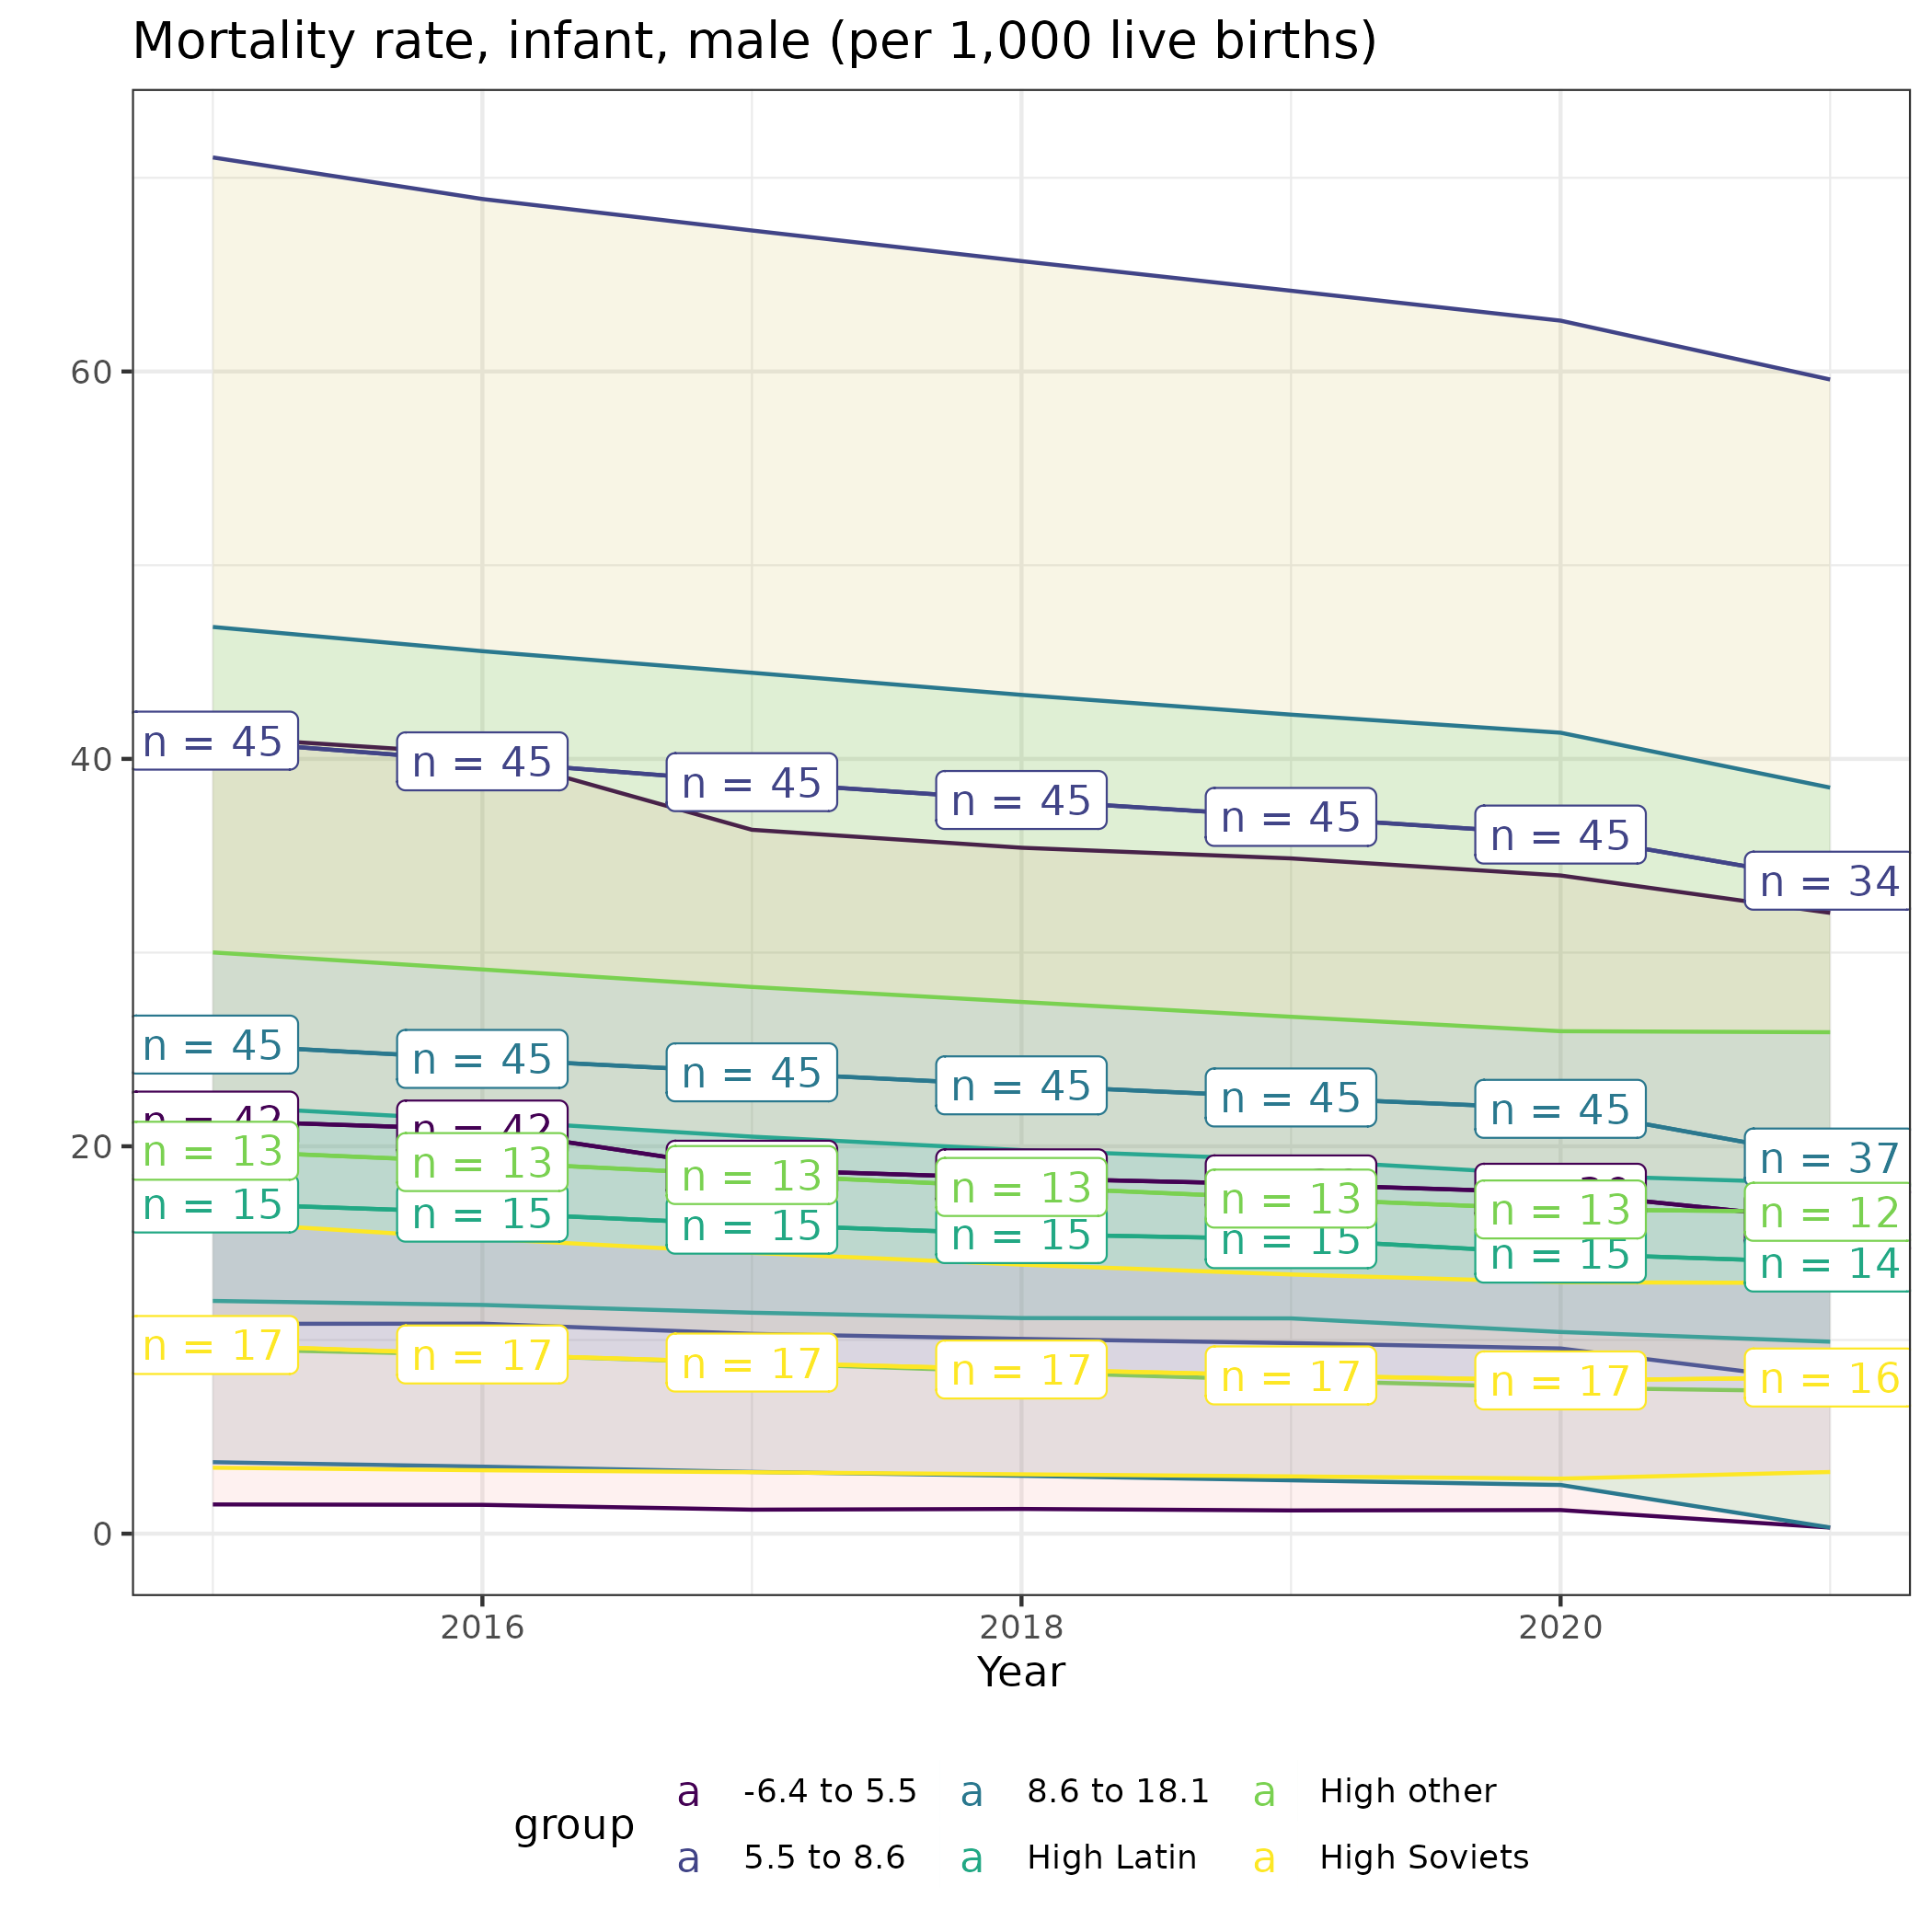 Mortality rate, infant, male (per 1,000 live births)
60
40
20
0
n = 45
n = 45
n = 45
n = 45
n = 45
n = 45
n = 34
n = 45
n = 45
n = 45
n = 45
n = 45
n = 45
n = 37
n = 42
n = 42
n = 13
n = 13
n = 13
n = 13
n = 13
n = 13
n = 12
n = 15
n = 15
n = 15
n = 15
n = 15
n = 15
n = 14
n = 17
n = 17
n = 17
n = 17
n = 17
n = 17
n = 16
2016 2018 2020
Year
group
a -6.4 to 5.5 a 8.6 to 18.1 a High other
a 5.5 to 8.6 a High Latin a High Soviets